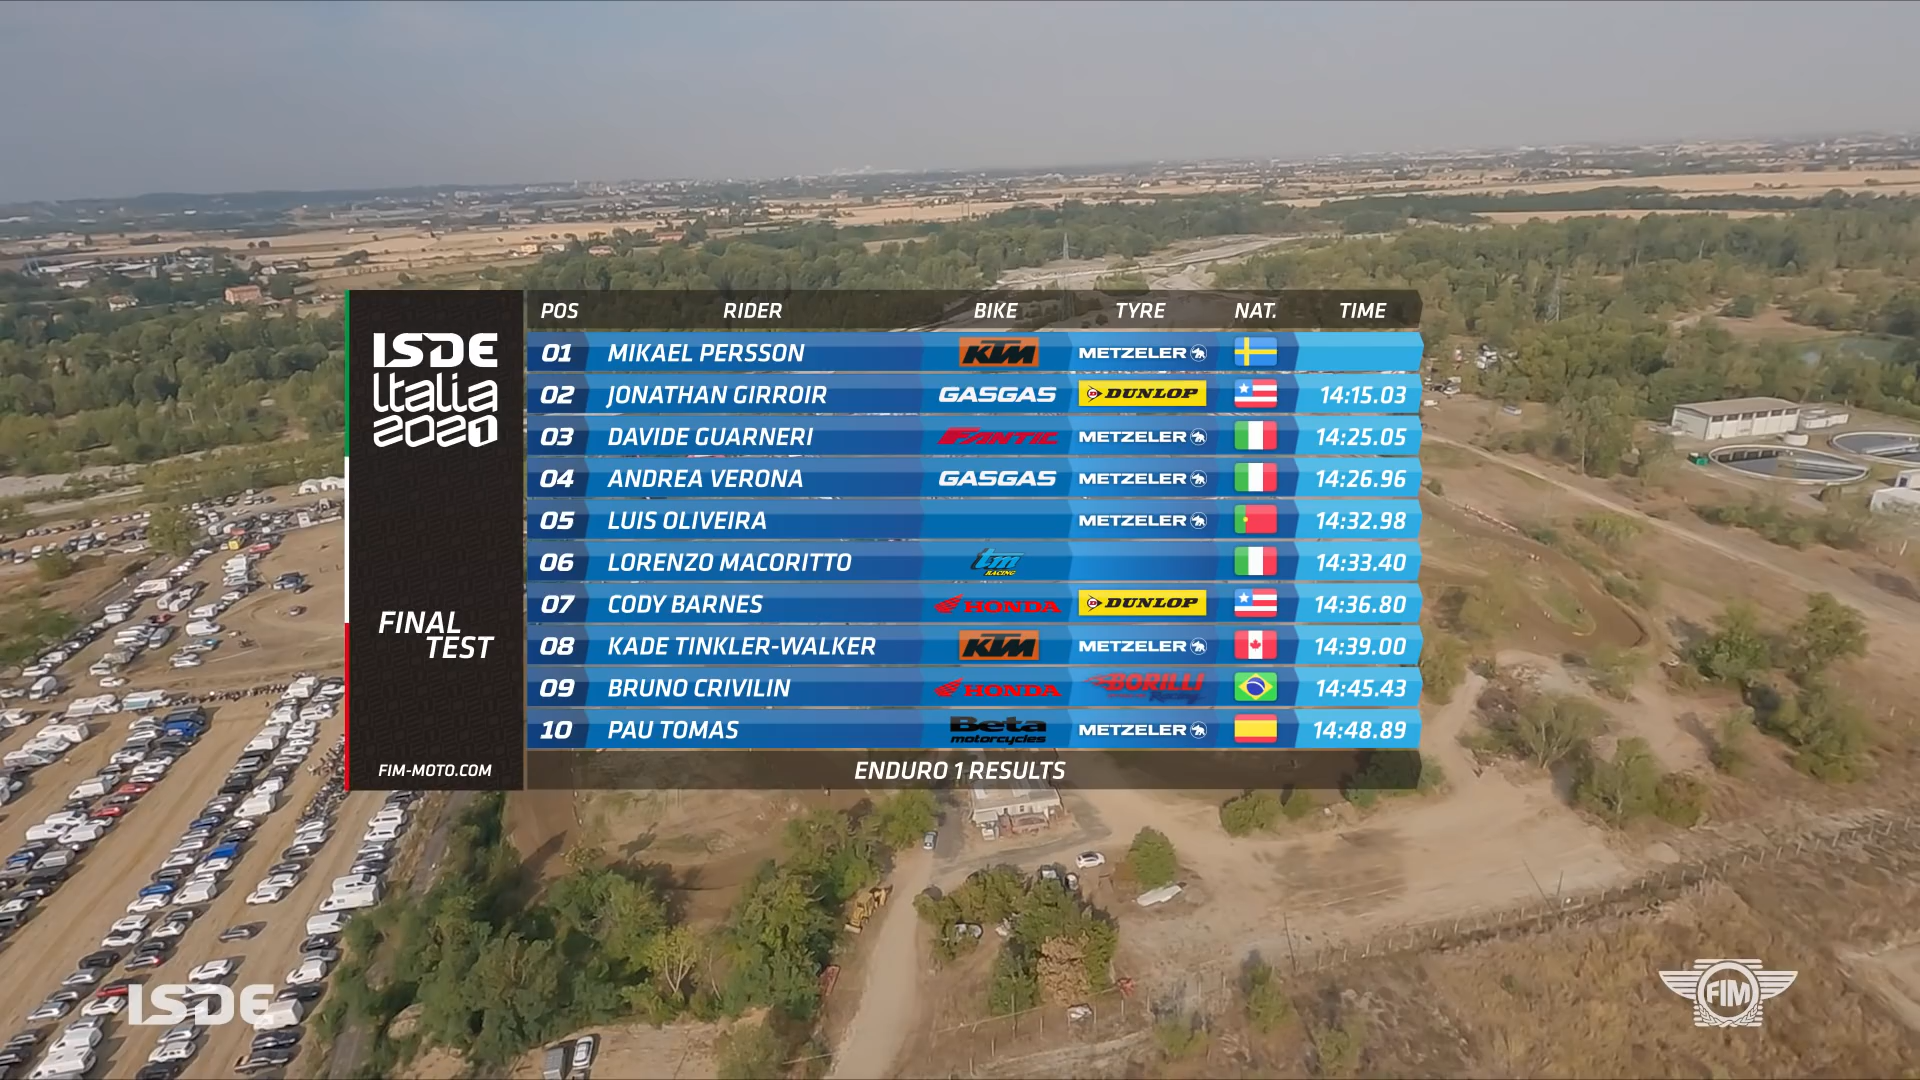 ISDE
Italia
2021
FINAL
TEST
FIM-MOTO.COM
POS RIDER BIKE TYRE NAT. TIME
01 MIKAEL PERSSON KTM METZELER
02 JONATHAN GIRROIR GASGAS DUNLOP 14:15.03
03 DAVIDE GUARNERI FANTIC METZELER 14:25.05
04 ANDREA VERONA GASGAS METZELER 14:26.96
05 LUIS OLIVEIRA METZELER 14:32.98
06 LORENZO MACORITTO tm RACING 14:33.40
07 CODY BARNES HONDA DUNLOP 14:36.80
08 KADE TINKLER-WALKER KTM METZELER 14:39.00
09 BRUNO CRIVILIN HONDA BORILLI Racing 14:45.43
10 PAU TOMAS Beta motorcycles METZELER 14:48.89
ENDURO 1 RESULTS
ISDE
FIM